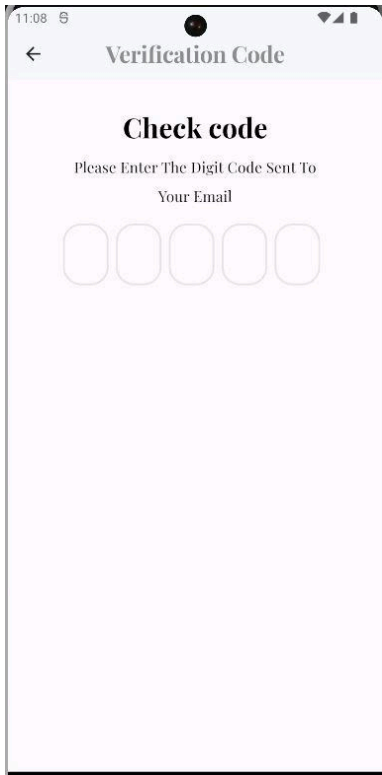 11:08
Verification Code
Check code
Please Enter The Digit Code Sent To
Your Email